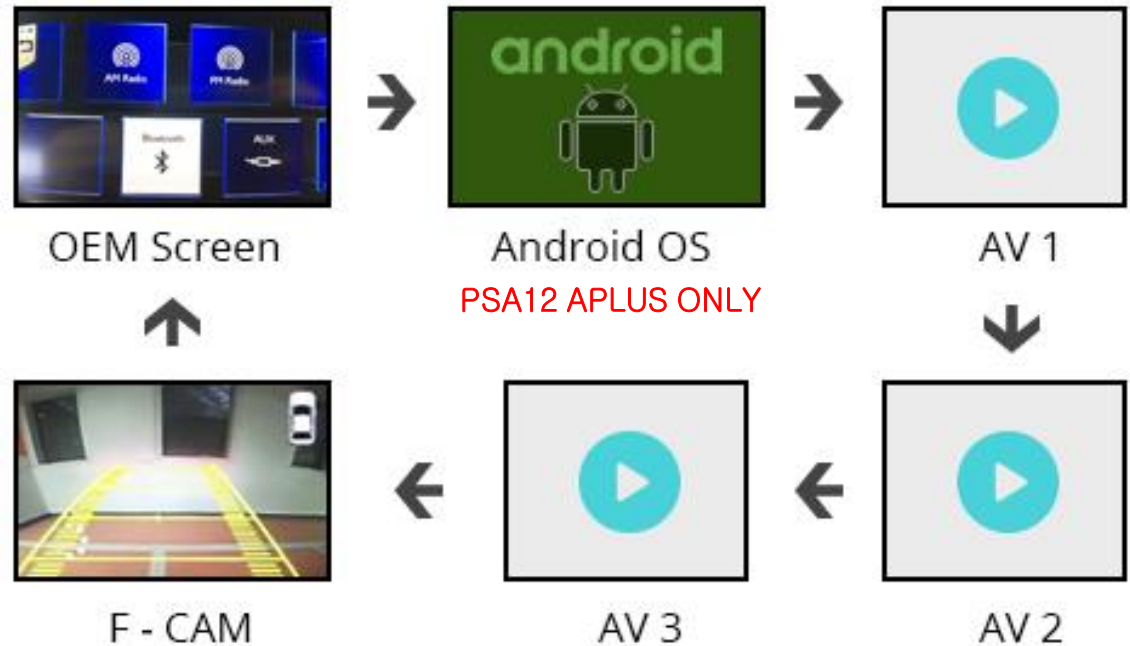 AM Radio
FM Radio
Bluetooth
AUX
android
OEM Screen
Android OS
AV 1
PSA12 APLUS ONLY
F - CAM
AV 3
AV 2